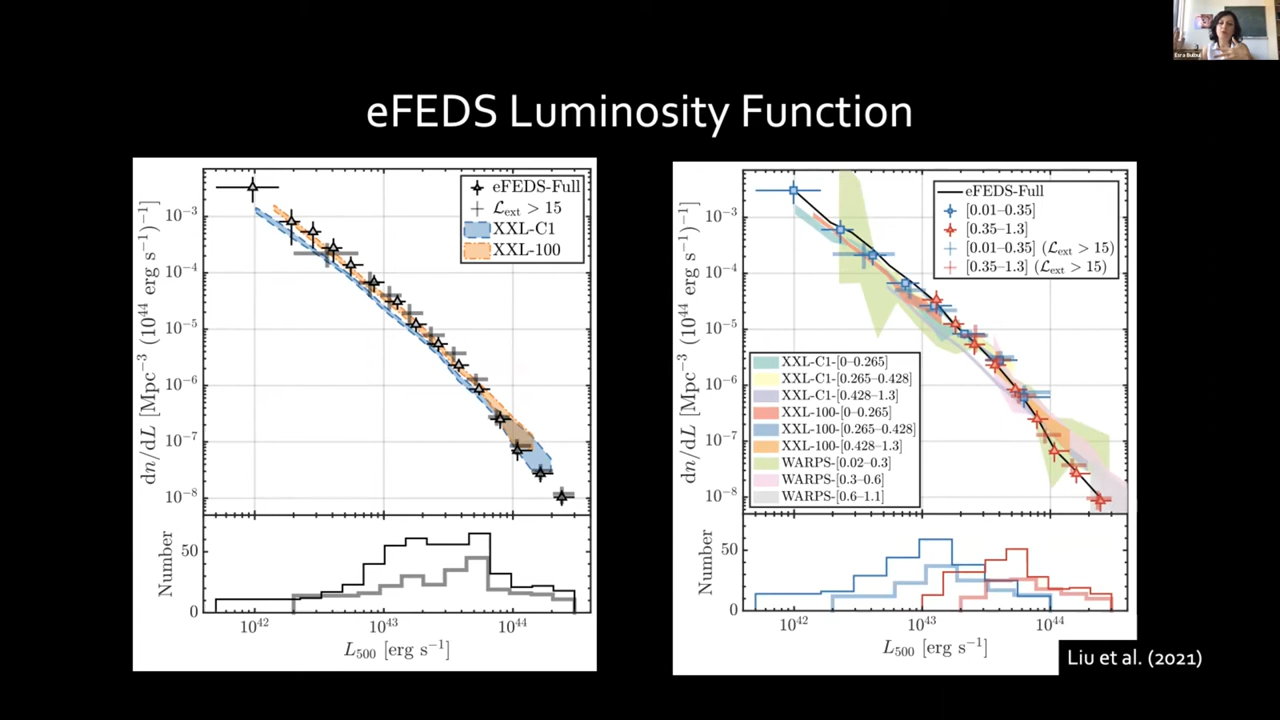 Esra Bulbul
eFEDS Luminosity Function
eFEDS-Full
ℒext > 15
XXL-C1
XXL-100
dn/dL [Mpc⁻³ (10⁴⁴ erg s⁻¹)⁻¹]
10⁻³
10⁻⁴
10⁻⁵
10⁻⁶
10⁻⁷
10⁻⁸
Number
50
0
10⁴² 10⁴³ 10⁴⁴
L₅₀₀ [erg s⁻¹]
eFEDS-Full
[0.01–0.35]
[0.35–1.3]
[0.01–0.35] (ℒext > 15)
[0.35–1.3] (ℒext > 15)
dn/dL [Mpc⁻³ (10⁴⁴ erg s⁻¹)⁻¹]
10⁻³
10⁻⁴
10⁻⁵
10⁻⁶
10⁻⁷
10⁻⁸
XXL-C1-[0–0.265]
XXL-C1-[0.265–0.428]
XXL-C1-[0.428–1.3]
XXL-100-[0–0.265]
XXL-100-[0.265–0.428]
XXL-100-[0.428–1.3]
WARPS-[0.02–0.3]
WARPS-[0.3–0.6]
WARPS-[0.6–1.1]
Number
50
0
10⁴² 10⁴³ 10⁴⁴
L₅₀₀ [erg s⁻¹]
Liu et al. (2021)